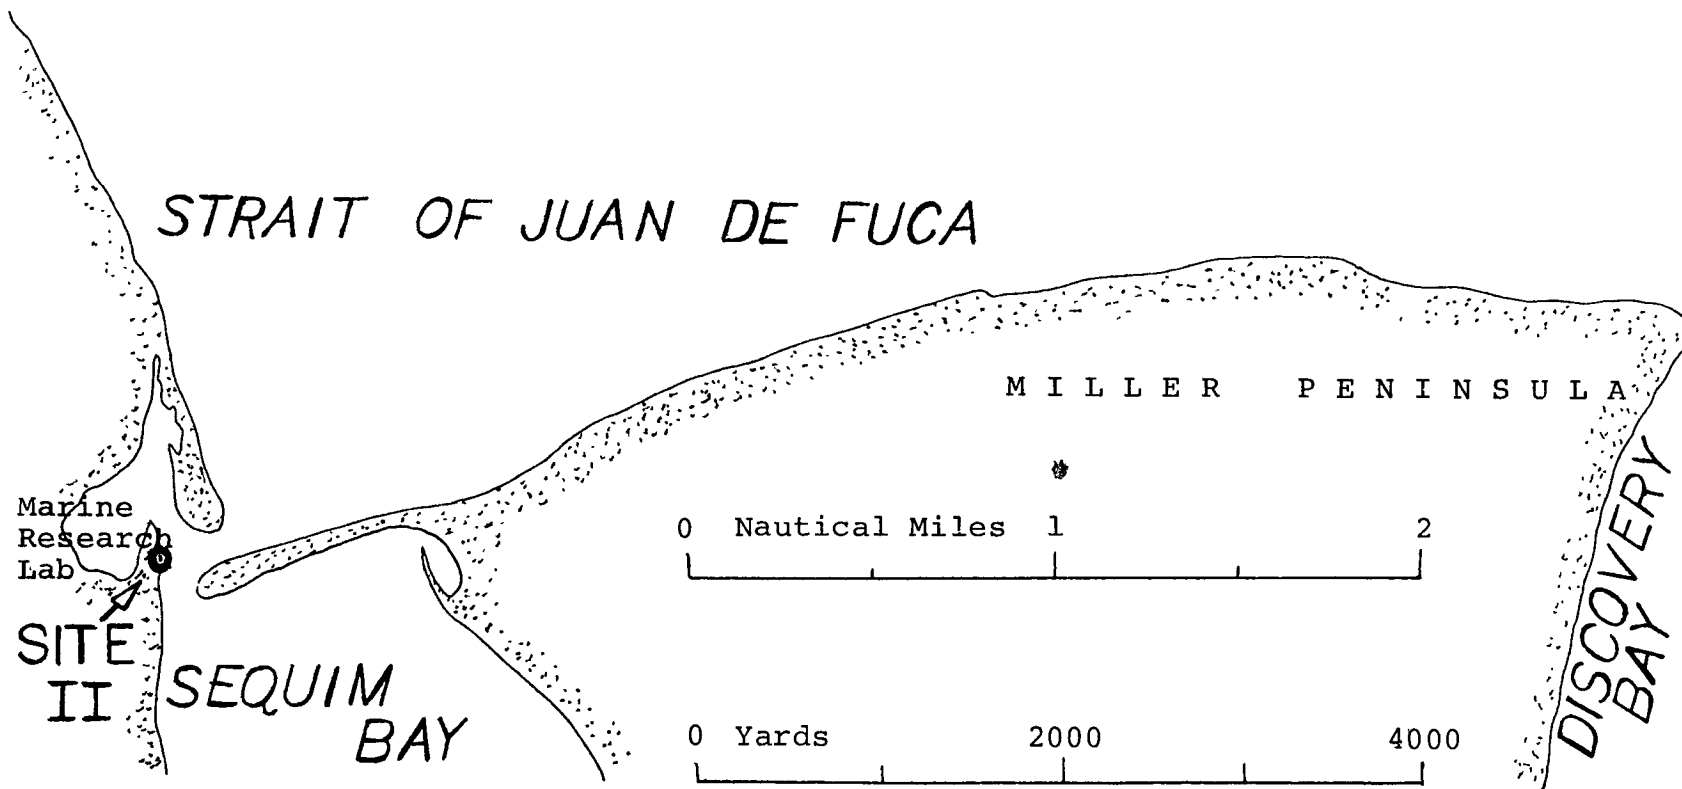 STRAIT OF JUAN DE FUCA
MILLER PENINSULA
Marine
Research
Lab
SITE
II
SEQUIM
BAY
0 Nautical Miles 1 2
0 Yards 2000 4000
DISCOVERY
BAY